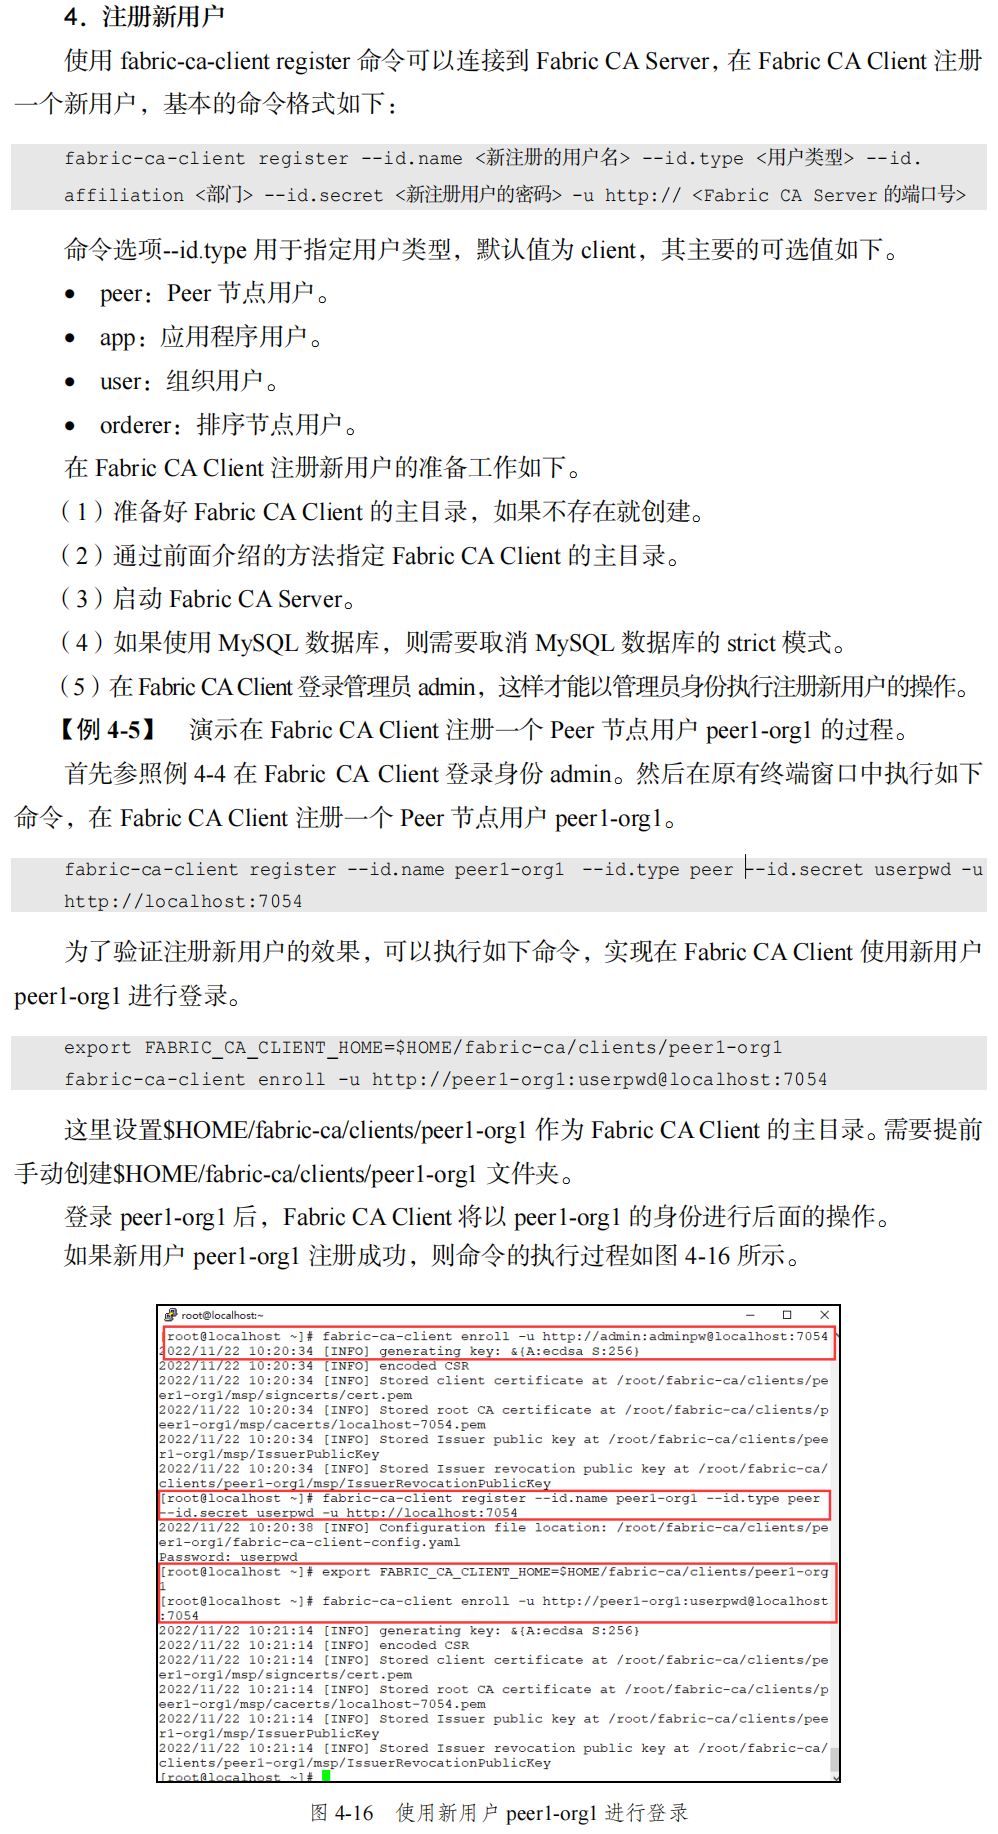 4．注册新用户
使用 fabric-ca-client register 命令可以连接到 Fabric CA Server，在 Fabric CA Client 注册
一个新用户，基本的命令格式如下：
fabric-ca-client register --id.name <新注册的用户名> --id.type <用户类型> --id.
affiliation <部门> --id.secret <新注册用户的密码> -u http:// <Fabric CA Server 的端口号>
命令选项--id.type 用于指定用户类型，默认值为 client，其主要的可选值如下。
● peer：Peer 节点用户。
● app：应用程序用户。
● user：组织用户。
● orderer：排序节点用户。
在 Fabric CA Client 注册新用户的准备工作如下。
（1）准备好 Fabric CA Client 的主目录，如果不存在就创建。
（2）通过前面介绍的方法指定 Fabric CA Client 的主目录。
（3）启动 Fabric CA Server。
（4）如果使用 MySQL 数据库，则需要取消 MySQL 数据库的 strict 模式。
（5）在 Fabric CA Client 登录管理员 admin，这样才能以管理员身份执行注册新用户的操作。
【例 4-5】 演示在 Fabric CA Client 注册一个 Peer 节点用户 peer1-org1 的过程。
首先参照例 4-4 在 Fabric CA Client 登录身份 admin。然后在原有终端窗口中执行如下
命令，在 Fabric CA Client 注册一个 Peer 节点用户 peer1-org1。
fabric-ca-client register --id.name peer1-org1 --id.type peer --id.secret userpwd -u
http://localhost:7054
为了验证注册新用户的效果，可以执行如下命令，实现在 Fabric CA Client 使用新用户
peer1-org1 进行登录。
export FABRIC_CA_CLIENT_HOME=$HOME/fabric-ca/clients/peer1-org1
fabric-ca-client enroll -u http://peer1-org1:userpwd@localhost:7054
这里设置$HOME/fabric-ca/clients/peer1-org1 作为 Fabric CA Client 的主目录。需要提前
手动创建$HOME/fabric-ca/clients/peer1-org1 文件夹。
登录 peer1-org1 后，Fabric CA Client 将以 peer1-org1 的身份进行后面的操作。
如果新用户 peer1-org1 注册成功，则命令的执行过程如图 4-16 所示。
root@localhost:~
[root@localhost ~]# fabric-ca-client enroll -u http://admin:adminpw@localhost:7054
2022/11/22 10:20:34 [INFO] generating key: &{A:ecdsa S:256}
2022/11/22 10:20:34 [INFO] encoded CSR
2022/11/22 10:20:34 [INFO] Stored client certificate at /root/fabric-ca/clients/pe
er1-org1/msp/signcerts/cert.pem
2022/11/22 10:20:34 [INFO] Stored root CA certificate at /root/fabric-ca/clients/p
eer1-org1/msp/cacerts/localhost-7054.pem
2022/11/22 10:20:34 [INFO] Stored Issuer public key at /root/fabric-ca/clients/pee
r1-org1/msp/IssuerPublicKey
2022/11/22 10:20:34 [INFO] Stored Issuer revocation public key at /root/fabric-ca/
clients/peer1-org1/msp/IssuerRevocationPublicKey
[root@localhost ~]# fabric-ca-client register --id.name peer1-org1 --id.type peer
--id.secret userpwd -u http://localhost:7054
2022/11/22 10:20:38 [INFO] Configuration file location: /root/fabric-ca/clients/pe
er1-org1/fabric-ca-client-config.yaml
Password: userpwd
[root@localhost ~]# export FABRIC_CA_CLIENT_HOME=$HOME/fabric-ca/clients/peer1-org
1
[root@localhost ~]# fabric-ca-client enroll -u http://peer1-org1:userpwd@localhost
:7054
2022/11/22 10:21:14 [INFO] generating key: &{A:ecdsa S:256}
2022/11/22 10:21:14 [INFO] encoded CSR
2022/11/22 10:21:14 [INFO] Stored client certificate at /root/fabric-ca/clients/pe
er1-org1/msp/signcerts/cert.pem
2022/11/22 10:21:14 [INFO] Stored root CA certificate at /root/fabric-ca/clients/p
eer1-org1/msp/cacerts/localhost-7054.pem
2022/11/22 10:21:14 [INFO] Stored Issuer public key at /root/fabric-ca/clients/pee
r1-org1/msp/IssuerPublicKey
2022/11/22 10:21:14 [INFO] Stored Issuer revocation public key at /root/fabric-ca/
clients/peer1-org1/msp/IssuerRevocationPublicKey
[root@localhost ~]#
图 4-16 使用新用户 peer1-org1 进行登录